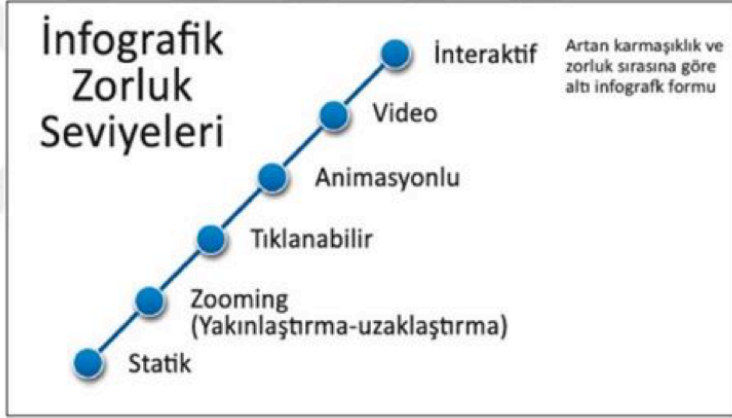 İnfografik
Zorluk
Seviyeleri
İnteraktif
Artan karmaşıklık ve
zorluk sırasına göre
altı infografk formu
Video
Animasyonlu
Tıklanabilir
Zooming
(Yakınlaştırma-uzaklaştırma)
Statik